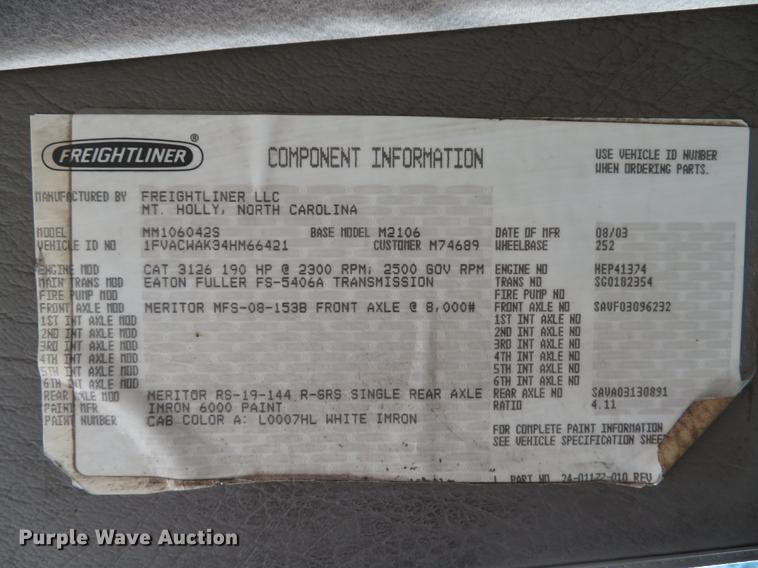 FREIGHTLINER ®
COMPONENT INFORMATION
USE VEHICLE ID NUMBER
WHEN ORDERING PARTS.
MANUFACTURED BY FREIGHTLINER LLC
MT. HOLLY, NORTH CAROLINA
MODEL MM106042S BASE MODEL M2106 DATE OF MFR 08/03
VEHICLE ID NO 1FVACWAK34HM66421 CUSTOMER M74689 WHEELBASE 252
ENGINE MOD CAT 3126 190 HP @ 2300 RPM; 2500 GOV RPM ENGINE NO HEP41374
MAIN TRANS MOD EATON FULLER FS-5406A TRANSMISSION TRANS NO SG0182354
FIRE PUMP MOD FIRE PUMP NO
FRONT AXLE MOD MERITOR MFS-08-153B FRONT AXLE @ 8,000# FRONT AXLE NO SAVF03096232
1ST INT AXLE MOD 1ST INT AXLE NO
2ND INT AXLE MOD 2ND INT AXLE NO
3RD INT AXLE MOD 3RD INT AXLE NO
4TH INT AXLE MOD 4TH INT AXLE NO
5TH INT AXLE MOD 5TH INT AXLE NO
6TH INT AXLE MOD 6TH INT AXLE NO
REAR AXLE MOD MERITOR RS-19-144 R-SRS SINGLE REAR AXLE REAR AXLE NO SAVA03130891
PAINT MFR IMRON 6000 PAINT RATIO 4.11
PAINT NUMBER CAB COLOR A: L0007HL WHITE IMRON
FOR COMPLETE PAINT INFORMATION
SEE VEHICLE SPECIFICATION SHEET
PART NO 24-01177-010 REV
Purple Wave Auction